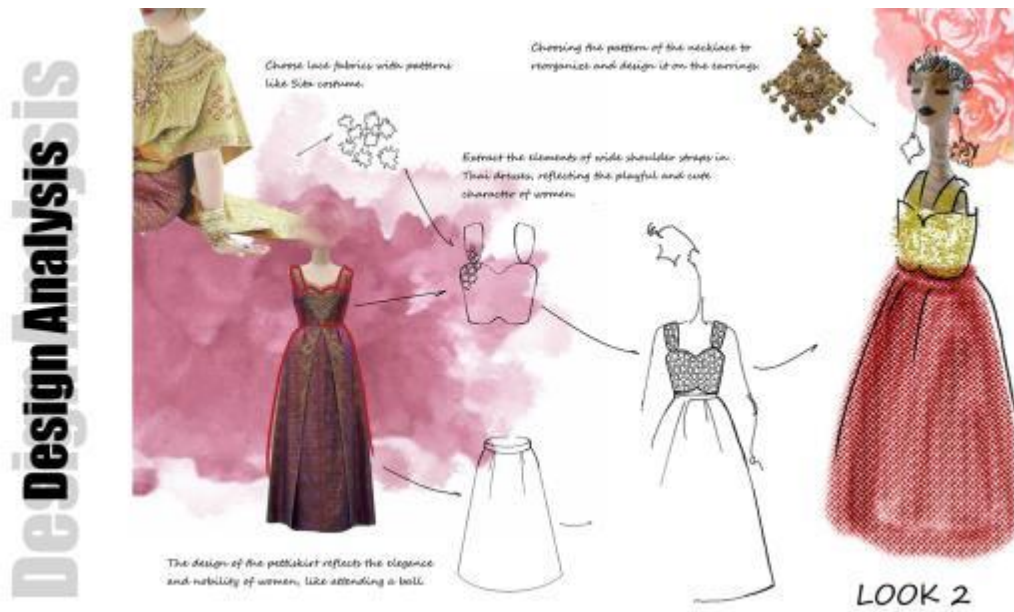 Design Analysis
Choose lace fabrics with patterns
like Sita costume.
Choosing the pattern of the necklace to
reorganize and design it on the earrings.
Extract the elements of wide shoulder straps in
Thai dresses, reflecting the playful and cute
character of women.
The design of the pettiskirt reflects the elegance
and nobility of women, like attending a ball.
LOOK 2